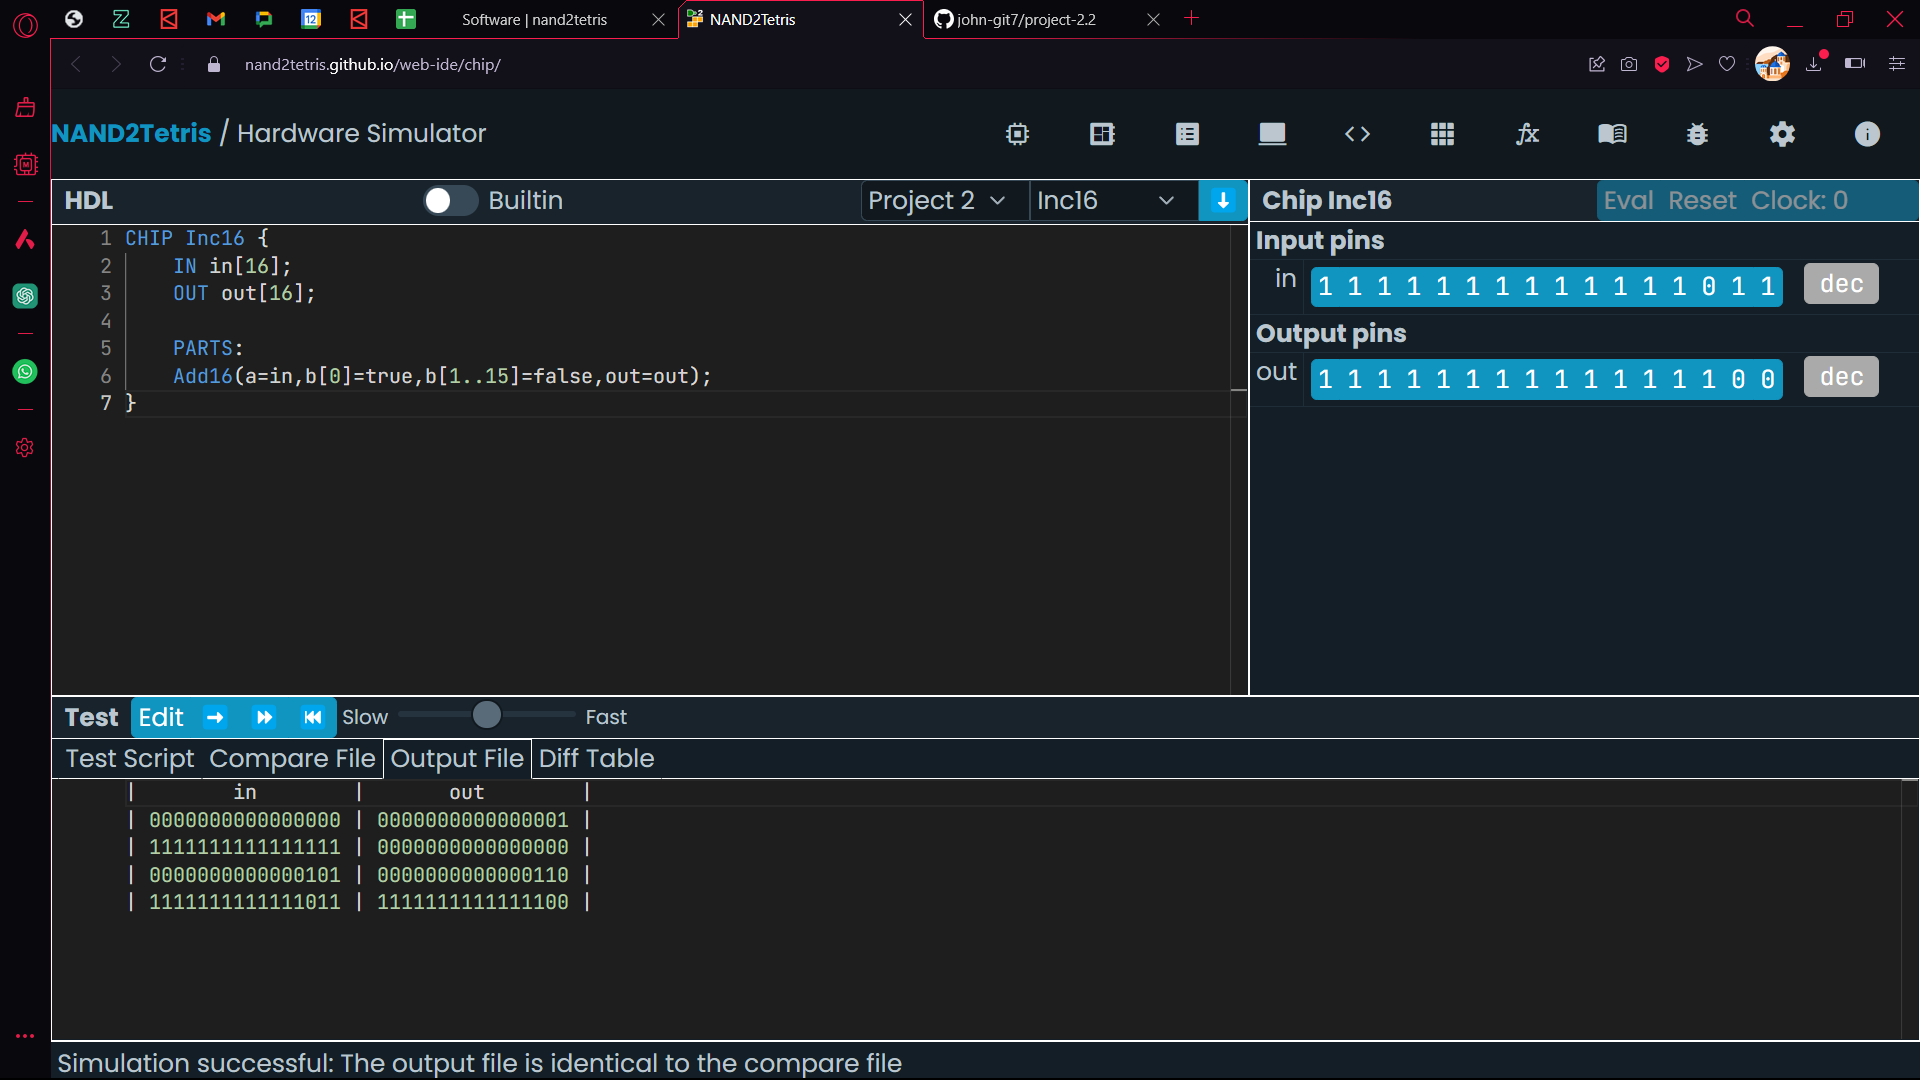 Software | nand2tetris
NAND2Tetris
john-git7/project-2.2
nand2tetris.github.io/web-ide/chip/
NAND2Tetris / Hardware Simulator
HDL
Builtin
Project 2
Inc16
Chip Inc16
Eval Reset Clock: 0
1 CHIP Inc16 {
2 IN in[16];
3 OUT out[16];
4
5 PARTS:
6 Add16(a=in,b[0]=true,b[1..15]=false,out=out);
7 }
Input pins
in 1 1 1 1 1 1 1 1 1 1 1 1 1 0 1 1 dec
Output pins
out 1 1 1 1 1 1 1 1 1 1 1 1 1 1 0 0 dec
Test Edit Slow Fast
Test Script Compare File Output File Diff Table
| in | out |
| 0000000000000000 | 0000000000000001 |
| 1111111111111111 | 0000000000000000 |
| 0000000000000101 | 0000000000000110 |
| 1111111111111011 | 1111111111111100 |
Simulation successful: The output file is identical to the compare file